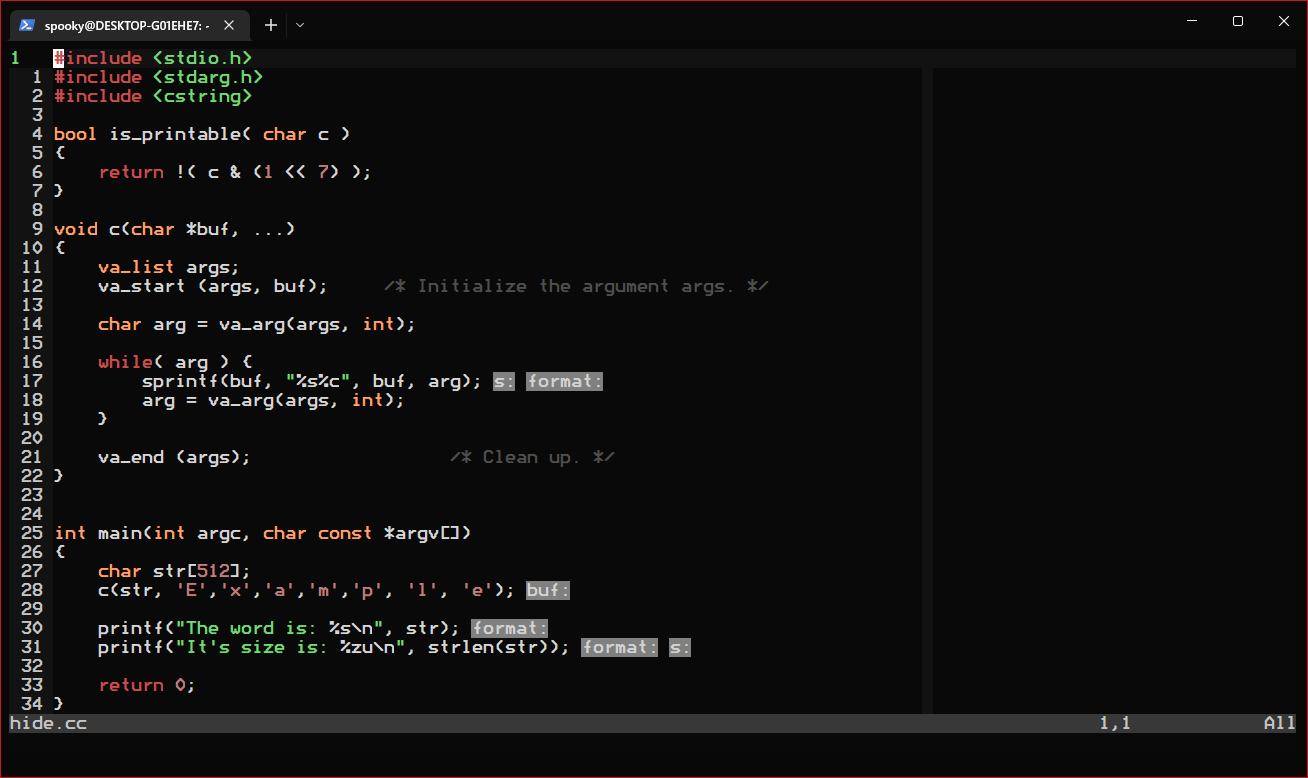 spooky@DESKTOP-G01EHE7: -
1   #include <stdio.h>
  1 #include <stdarg.h>
  2 #include <cstring>
  3
  4 bool is_printable( char c )
  5 {
  6     return !( c & (1 << 7) );
  7 }
  8
  9 void c(char *buf, ...)
 10 {
 11     va_list args;
 12     va_start (args, buf);     /* Initialize the argument args. */
 13
 14     char arg = va_arg(args, int);
 15
 16     while( arg ) {
 17         sprintf(buf, "%s%c", buf, arg); s: format:
 18         arg = va_arg(args, int);
 19     }
 20
 21     va_end (args);                  /* Clean up. */
 22 }
 23
 24
 25 int main(int argc, char const *argv[])
 26 {
 27     char str[512];
 28     c(str, 'E','x','a','m','p', 'l', 'e'); buf:
 29
 30     printf("The word is: %s\n", str); format:
 31     printf("It's size is: %zu\n", strlen(str)); format: s:
 32
 33     return 0;
 34 }
hide.cc 1,1 All